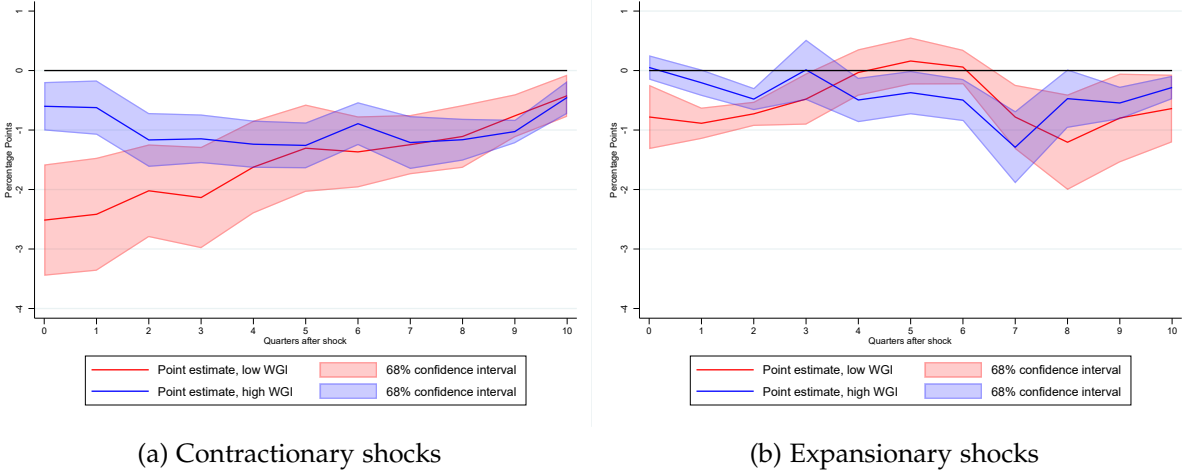 Percentage Points
1
0
-1
-2
-3
-4
0 1 2 3 4 5 6 7 8 9 10
Quarters after shock
Point estimate, low WGI 68% confidence interval
Point estimate, high WGI 68% confidence interval
(a) Contractionary shocks
Percentage Points
1
0
-1
-2
-3
-4
0 1 2 3 4 5 6 7 8 9 10
Quarters after shock
Point estimate, low WGI 68% confidence interval
Point estimate, high WGI 68% confidence interval
(b) Expansionary shocks